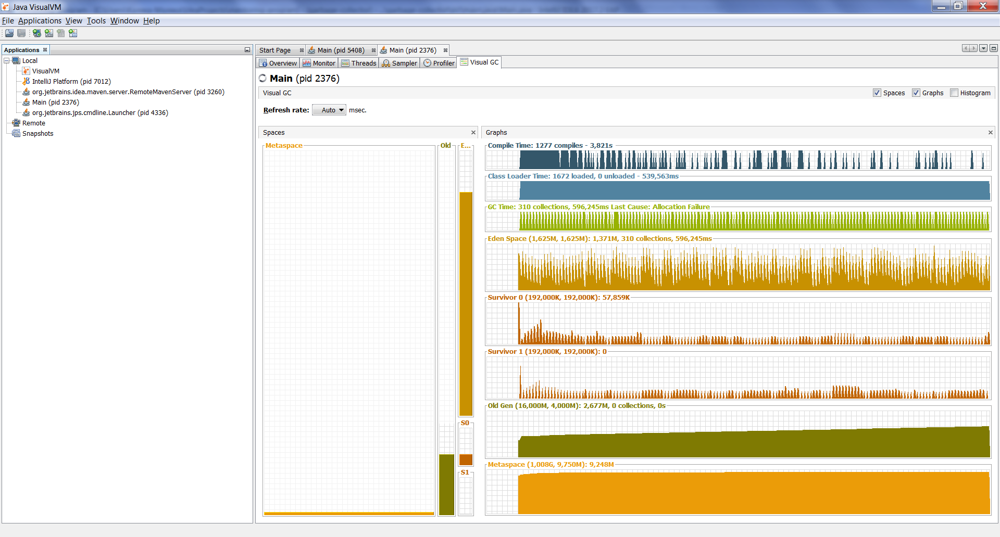 Java VisualVM
File Applications View Tools Window Help
Applications
Local
VisualVM
IntelliJ Platform (pid 7012)
org.jetbrains.idea.maven.server.RemoteMavenServer (pid 3260)
Main (pid 2376)
org.jetbrains.jps.cmdline.Launcher (pid 4336)
Remote
Snapshots
Start Page Main (pid 5408) Main (pid 2376)
Overview Monitor Threads Sampler Profiler Visual GC
Main (pid 2376)
Visual GC Spaces Graphs Histogram
Refresh rate: Auto msec.
Spaces
Metaspace Old E...
S0
S1
Graphs
Compile Time: 1277 compiles - 3,821s
Class Loader Time: 1672 loaded, 0 unloaded - 539,563ms
GC Time: 310 collections, 596,245ms Last Cause: Allocation Failure
Eden Space (1,625M, 1,625M): 1,371M, 310 collections, 596,245ms
Survivor 0 (192,000K, 192,000K): 57,859K
Survivor 1 (192,000K, 192,000K): 0
Old Gen (16,000M, 4,000M): 2,677M, 0 collections, 0s
Metaspace (1,008G, 9,750M): 9,248M